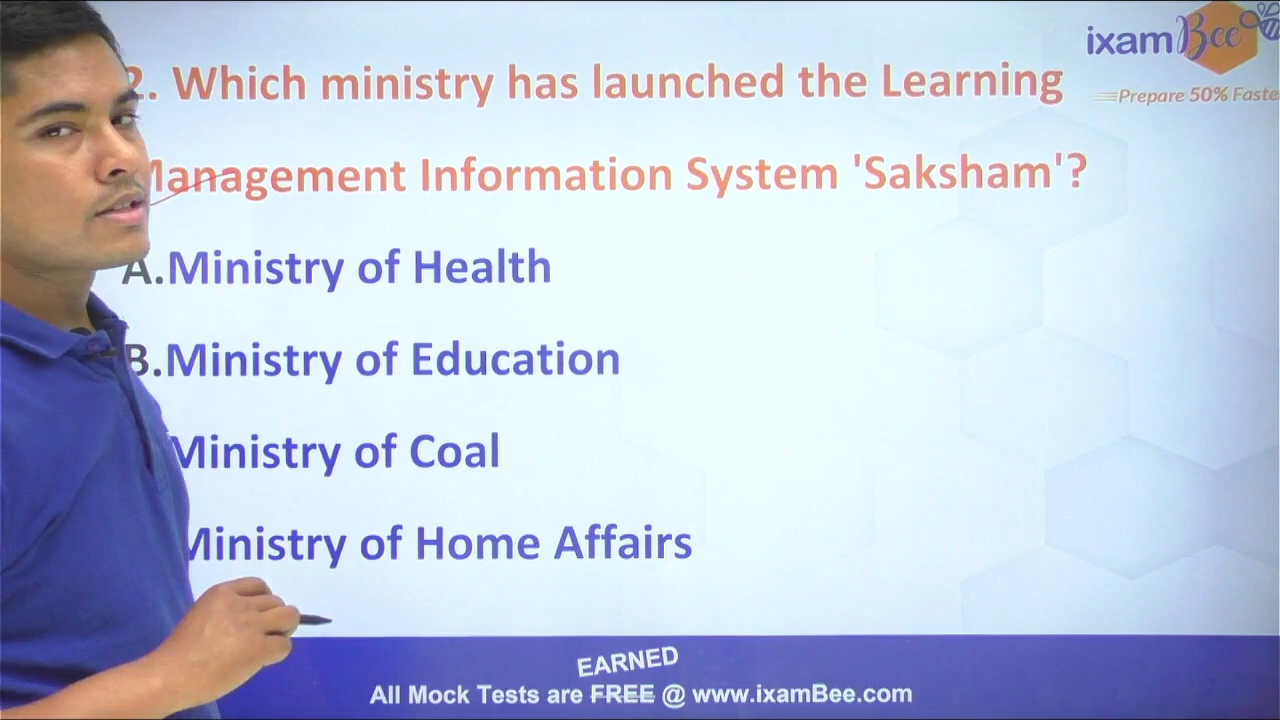 2. Which ministry has launched the Learning
Management Information System 'Saksham'?
A.Ministry of Health
B.Ministry of Education
Ministry of Coal
Ministry of Home Affairs
ixamBee
Prepare 50% Faster
EARNED
All Mock Tests are FREE @ www.ixamBee.com